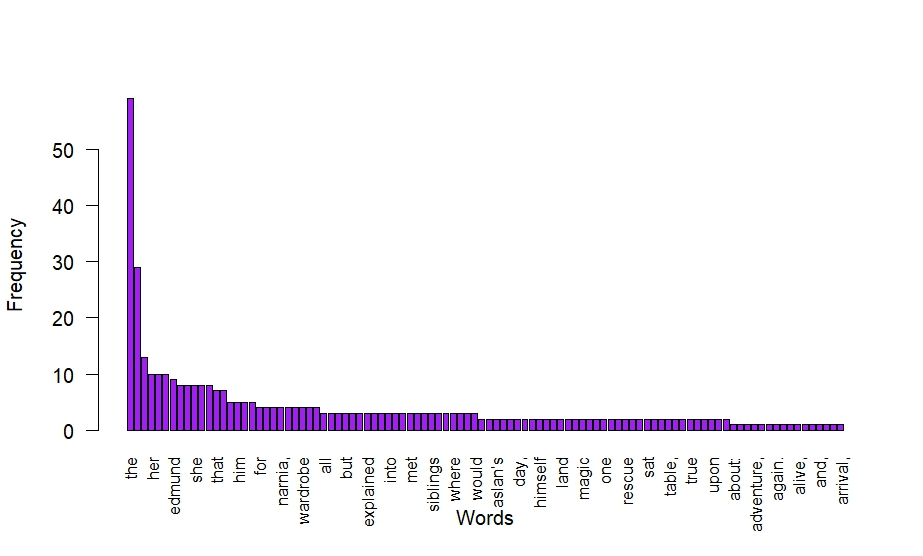 Frequency
50
40
30
20
10
0
the
her
edmund
she
that
him
for
narnia,
wardrobe
all
but
explained
into
met
siblings
where
would
aslan's
day,
himself
land
magic
one
rescue
sat
table,
true
upon
about:
adventure,
again.
alive,
and,
arrival,
Words